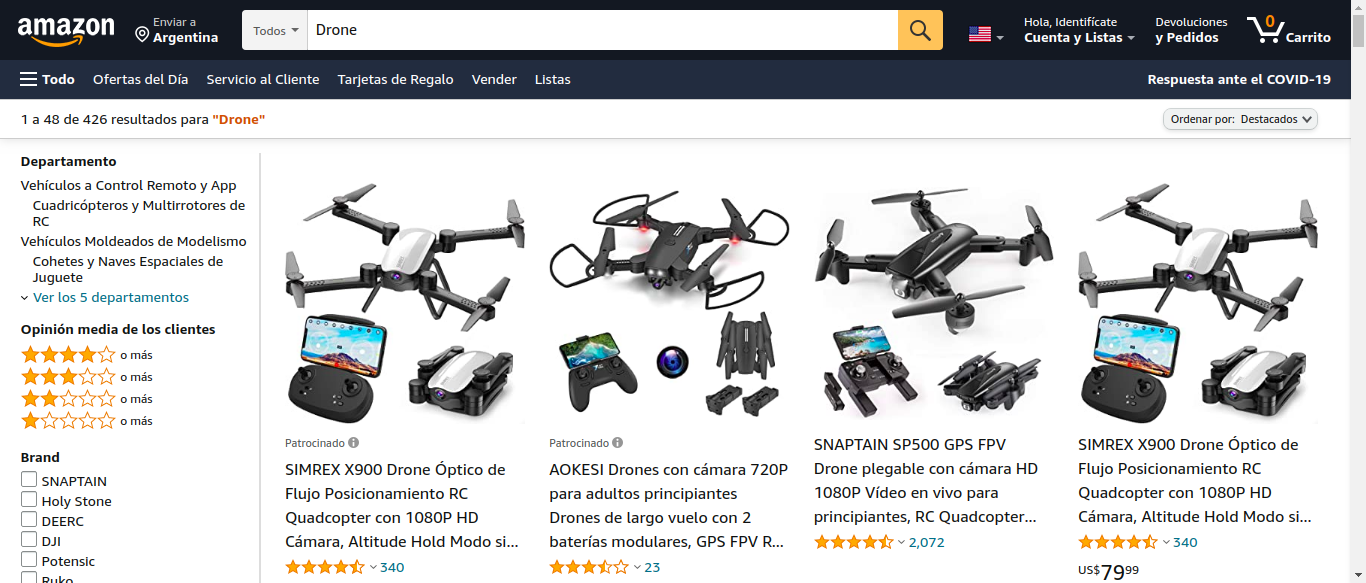 amazon
Enviar a
Argentina
Todos
Drone
Hola, Identifícate
Cuenta y Listas
Devoluciones
y Pedidos
0
Carrito
Todo
Ofertas del Día
Servicio al Cliente
Tarjetas de Regalo
Vender
Listas
Respuesta ante el COVID-19
1 a 48 de 426 resultados para "Drone"
Ordenar por: Destacados
Departamento
Vehículos a Control Remoto y App
Cuadricópteros y Multirrotores de
RC
Vehículos Moldeados de Modelismo
Cohetes y Naves Espaciales de
Juguete
Ver los 5 departamentos
Opinión media de los clientes
o más
o más
o más
o más
Brand
SNAPTAIN
Holy Stone
DEERC
DJI
Potensic
Ruko
Patrocinado
SIMREX X900 Drone Óptico de
Flujo Posicionamiento RC
Quadcopter con 1080P HD
Cámara, Altitude Hold Modo si...
340
Patrocinado
AOKESI Drones con cámara 720P
para adultos principiantes
Drones de largo vuelo con 2
baterías modulares, GPS FPV R...
23
SNAPTAIN SP500 GPS FPV
Drone plegable con cámara HD
1080P Vídeo en vivo para
principiantes, RC Quadcopter...
2,072
SIMREX X900 Drone Óptico de
Flujo Posicionamiento RC
Quadcopter con 1080P HD
Cámara, Altitude Hold Modo si...
340
US$7999